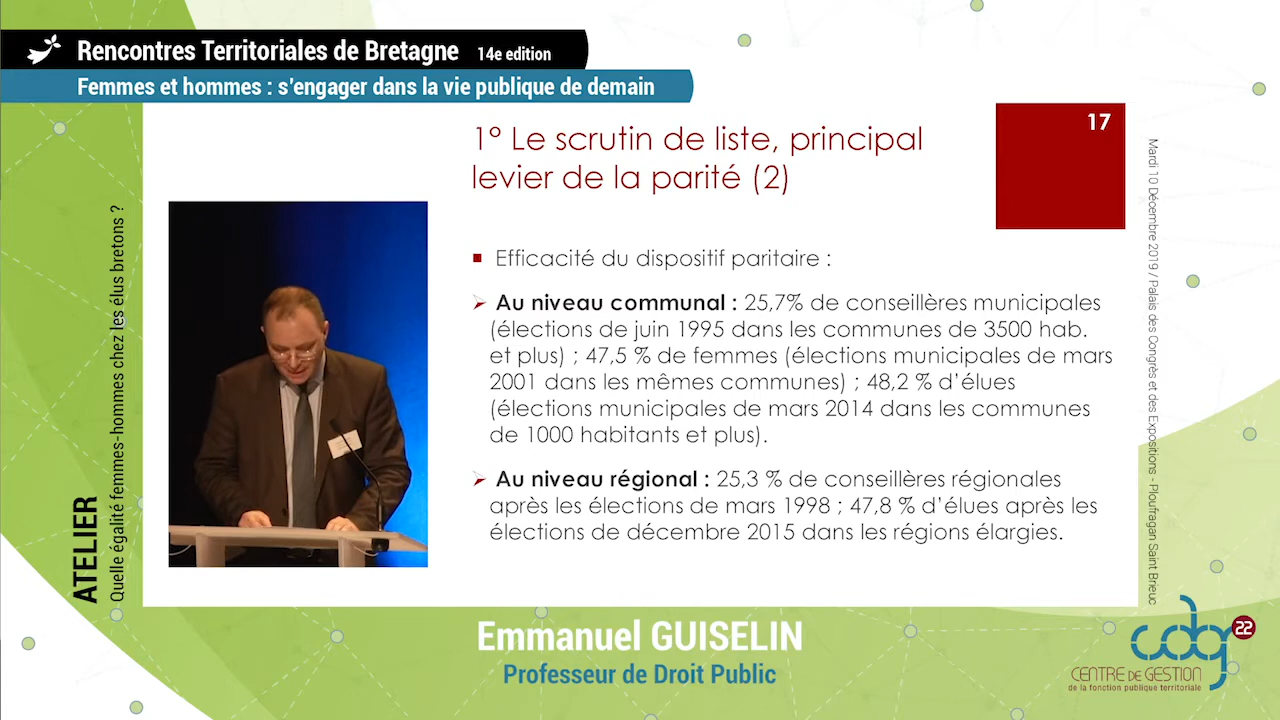 Rencontres Territoriales de Bretagne 14e edition
Femmes et hommes : s'engager dans la vie publique de demain
17
1° Le scrutin de liste, principal
levier de la parité (2)
Efficacité du dispositif paritaire :
Au niveau communal : 25,7% de conseillères municipales
(élections de juin 1995 dans les communes de 3500 hab.
et plus) ; 47,5 % de femmes (élections municipales de mars
2001 dans les mêmes communes) ; 48,2 % d'élues
(élections municipales de mars 2014 dans les communes
de 1000 habitants et plus).
Au niveau régional : 25,3 % de conseillères régionales
après les élections de mars 1998 ; 47,8 % d'élues après les
élections de décembre 2015 dans les régions élargies.
ATELIER
Quelle égalité femmes-hommes chez les élus bretons ?
Mardi 10 Décembre 2019 / Palais des Congrès et des Expositions - Ploufragan Saint Brieuc
Emmanuel GUISELIN
Professeur de Droit Public
cdg 22
CENTRE DE GESTION
de la fonction publique territoriale